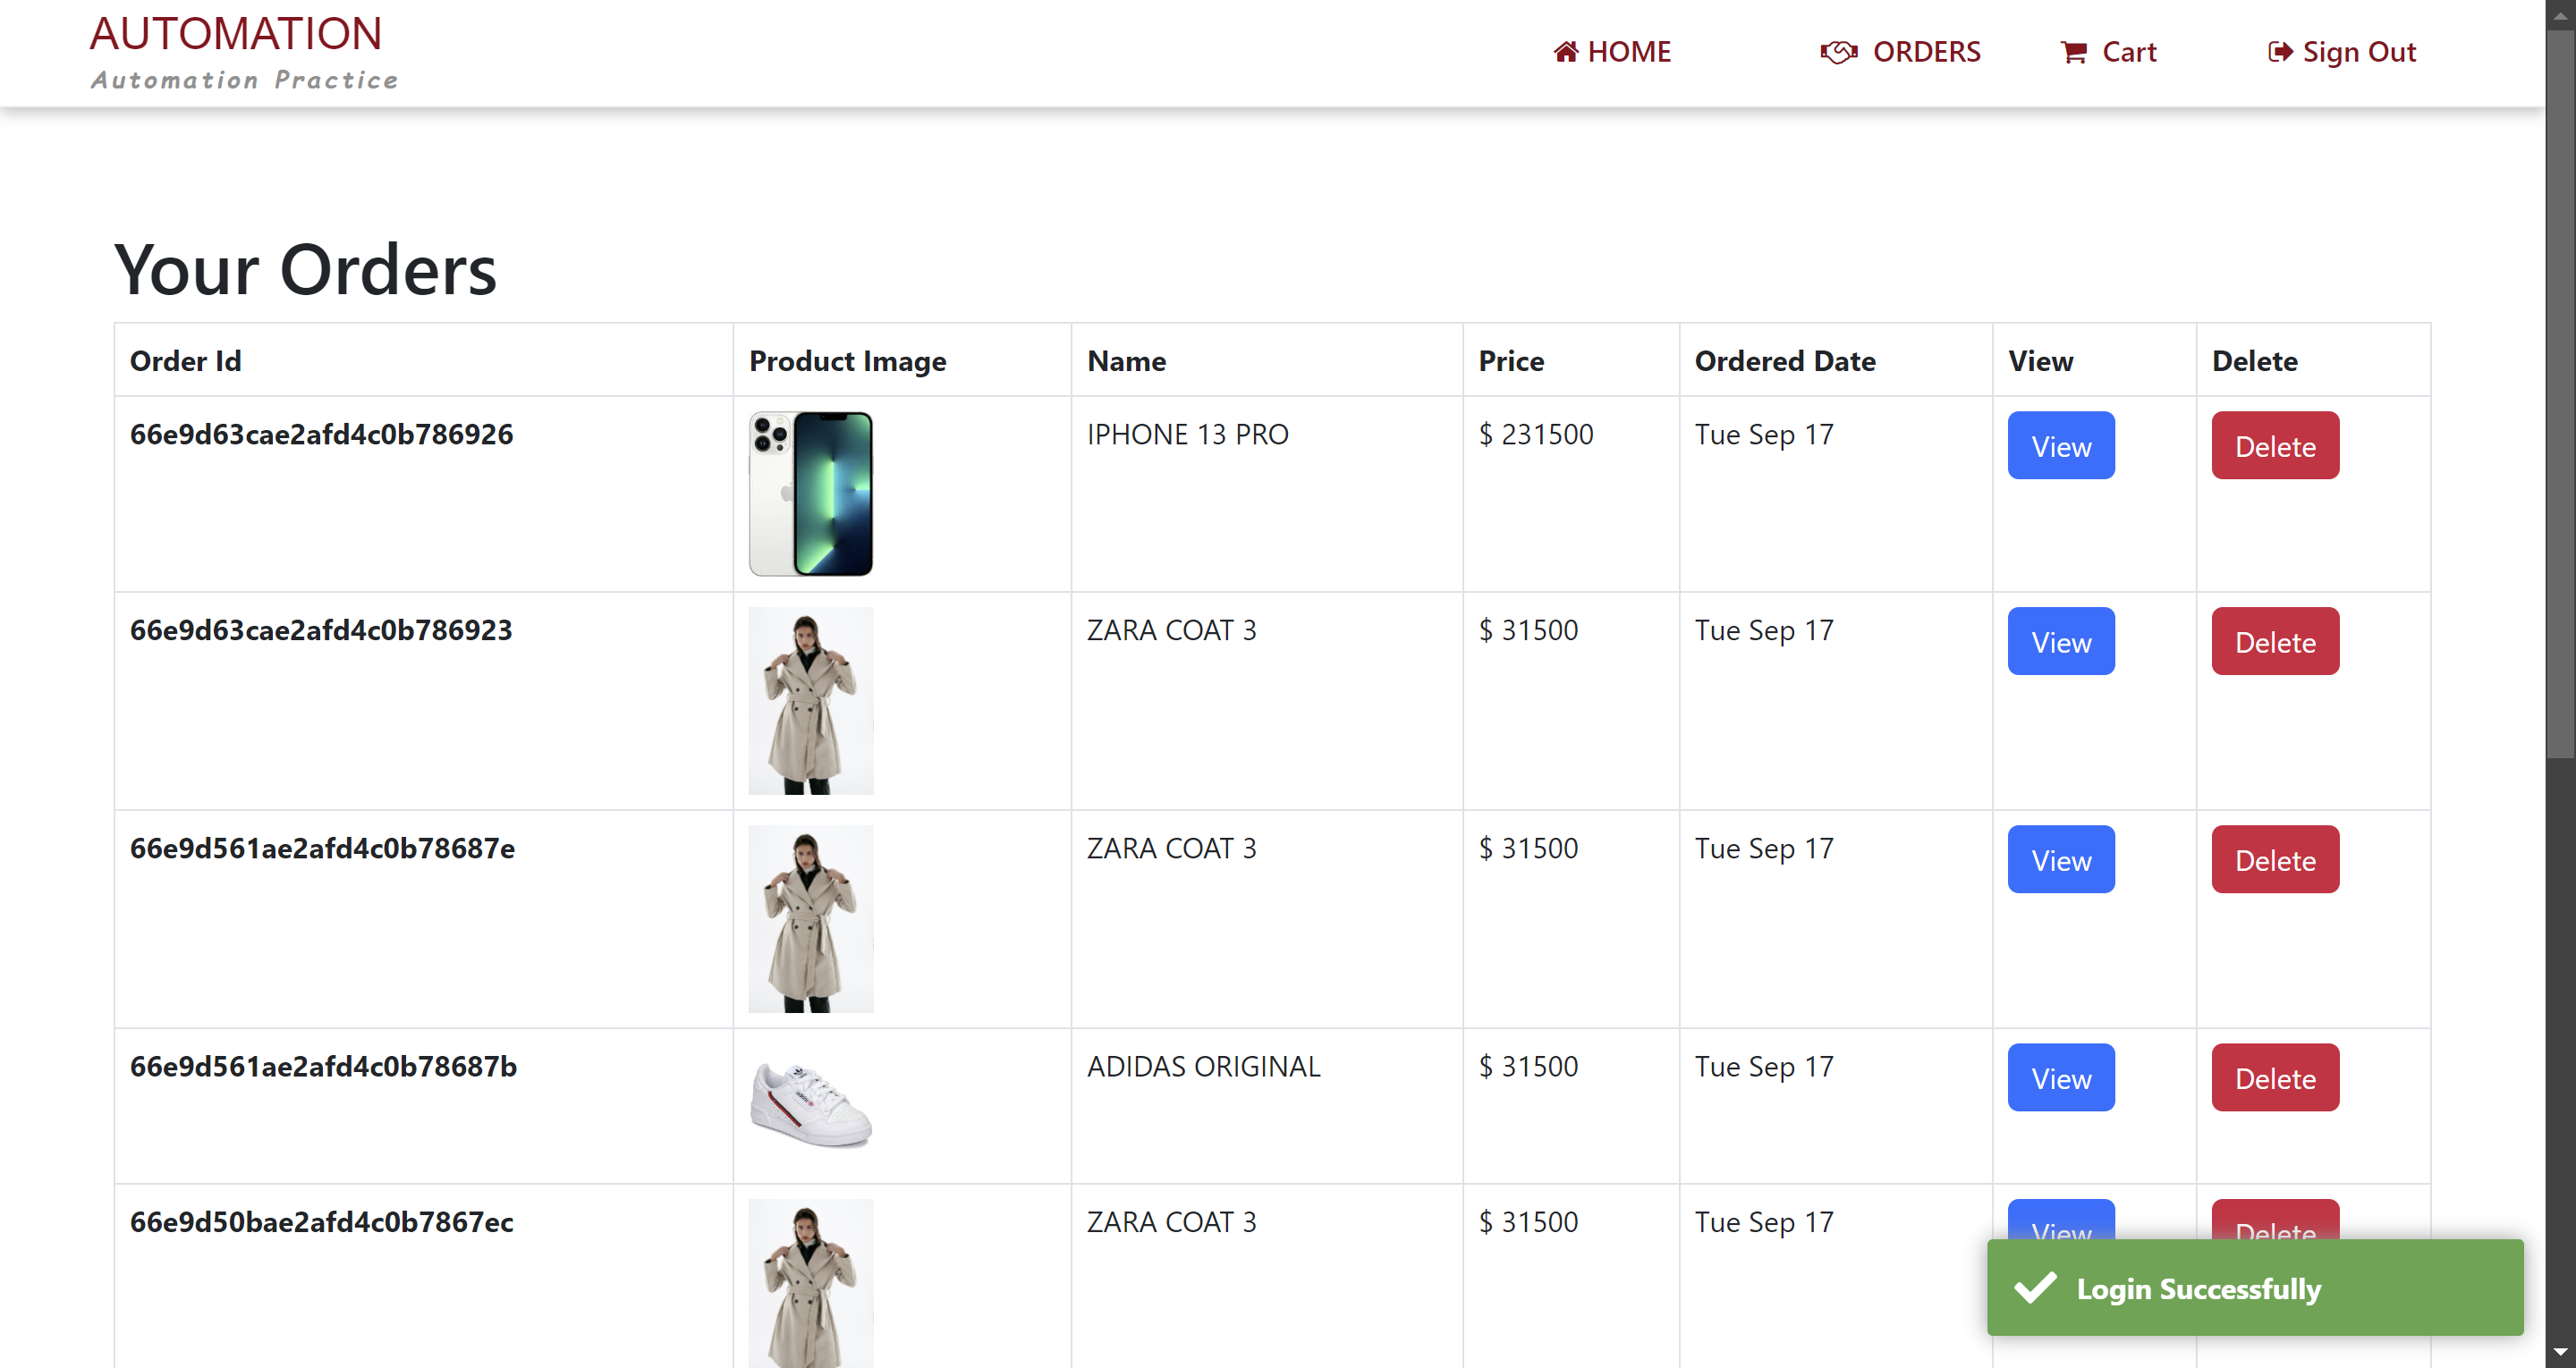 AUTOMATION
Automation Practice
HOME
ORDERS
Cart
Sign Out
Your Orders
Order Id Product Image Name Price Ordered Date View Delete
66e9d63cae2afd4c0b786926 IPHONE 13 PRO $ 231500 Tue Sep 17 View Delete
66e9d63cae2afd4c0b786923 ZARA COAT 3 $ 31500 Tue Sep 17 View Delete
66e9d561ae2afd4c0b78687e ZARA COAT 3 $ 31500 Tue Sep 17 View Delete
66e9d561ae2afd4c0b78687b ADIDAS ORIGINAL $ 31500 Tue Sep 17 View Delete
66e9d50bae2afd4c0b7867ec ZARA COAT 3 $ 31500 Tue Sep 17 View Delete
Login Successfully